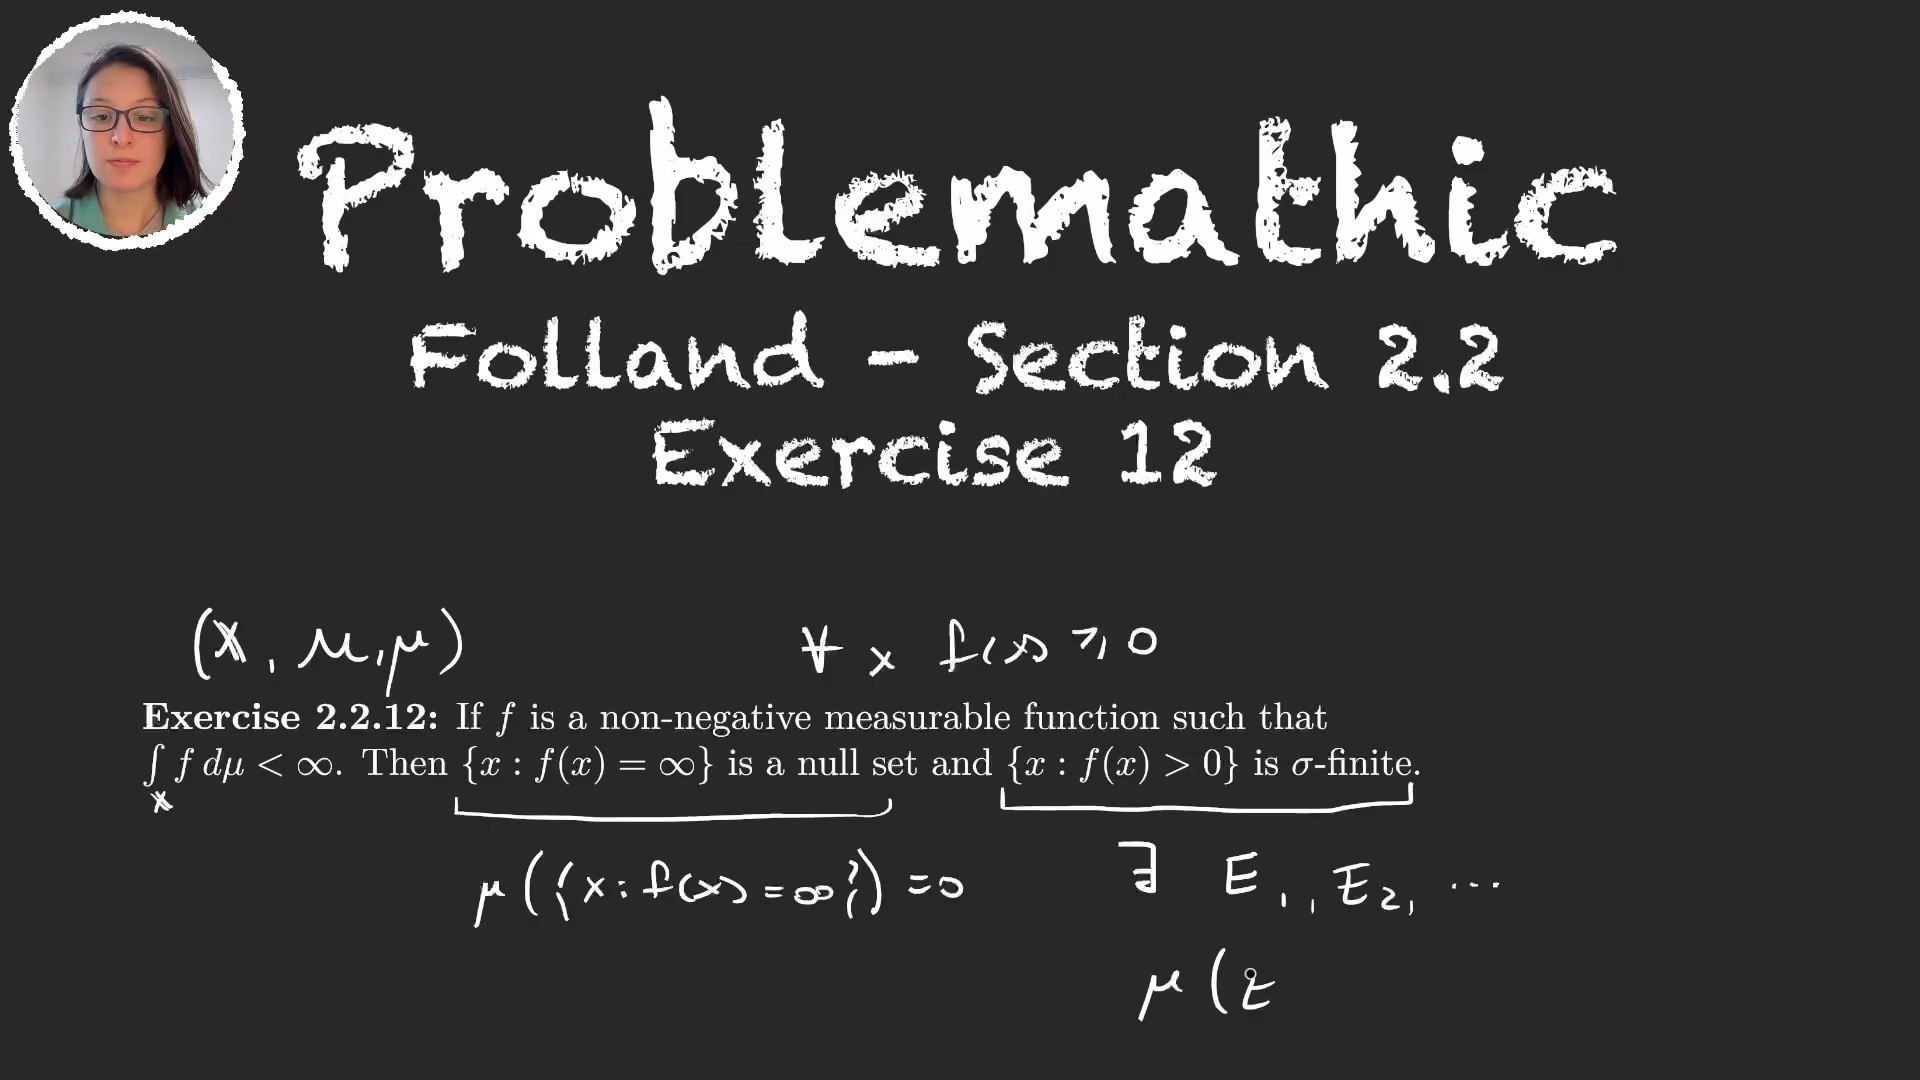 Problemathic
Folland - Section 2.2
Exercise 12
(X, M, μ)
∀ x f(x) ⩾ 0
Exercise 2.2.12: If f is a non-negative measurable function such that
∫ f dμ < ∞. Then {x : f(x) = ∞} is a null set and {x : f(x) > 0} is σ-finite.
X
μ({x : f(x) = ∞}) = 0
∃ E₁, E₂, ...
μ(E